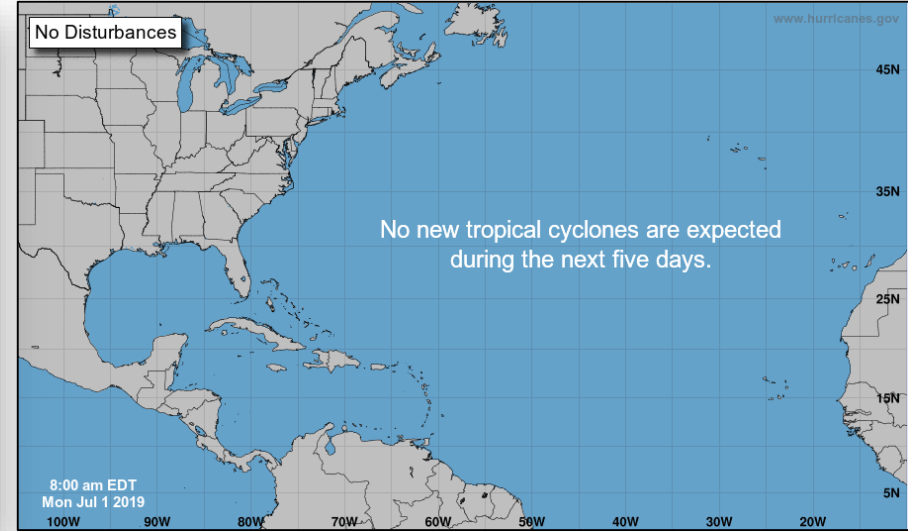 www.hurricanes.gov
No Disturbances
45N
35N
No new tropical cyclones are expected
during the next five days.
25N
15N
8:00 am EDT
Mon Jul 1 2019
5N
100W 90W 80W 70W 60W 50W 40W 30W 20W